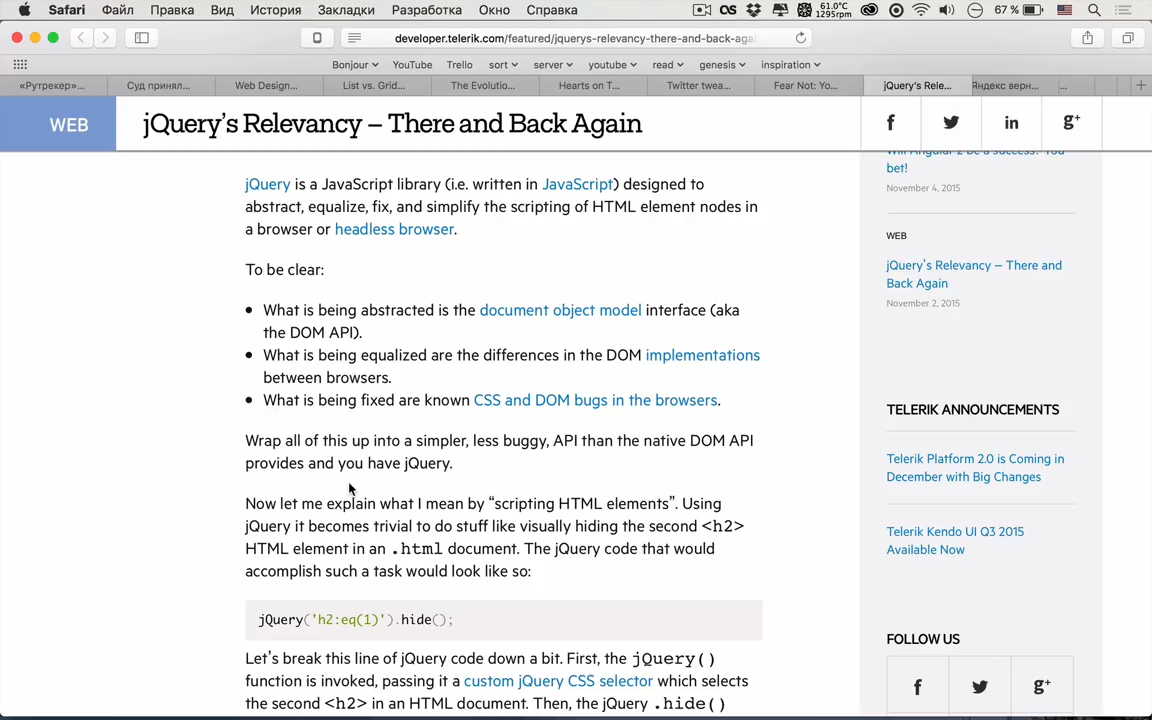 Safari Файл Правка Вид История Закладки Разработка Окно Справка 61.0°C 1295rpm 67 %
developer.telerik.com/featured/jquerys-relevancy-there-and-back-aga
Bonjour YouTube Trello sort server youtube read genesis inspiration
«Рутрекер»... Суд принял... Web Design... List vs. Grid... The Evolutio... Hearts on T... Twitter twea... Fear Not: Yo... jQuery's Rele... Яндекс верн... ...
WEB jQuery's Relevancy – There and Back Again f in g+
jQuery is a JavaScript library (i.e. written in JavaScript) designed to
abstract, equalize, fix, and simplify the scripting of HTML element nodes in
a browser or headless browser.
To be clear:
• What is being abstracted is the document object model interface (aka
the DOM API).
• What is being equalized are the differences in the DOM implementations
between browsers.
• What is being fixed are known CSS and DOM bugs in the browsers.
Wrap all of this up into a simpler, less buggy, API than the native DOM API
provides and you have jQuery.
Now let me explain what I mean by “scripting HTML elements”. Using
jQuery it becomes trivial to do stuff like visually hiding the second <h2>
HTML element in an .html document. The jQuery code that would
accomplish such a task would look like so:
jQuery('h2:eq(1)').hide();
Let's break this line of jQuery code down a bit. First, the jQuery()
function is invoked, passing it a custom jQuery CSS selector which selects
the second <h2> in an HTML document. Then, the jQuery .hide()
Will Angular 2 be a success? You
bet!
November 4, 2015
WEB
jQuery's Relevancy – There and
Back Again
November 2, 2015
TELERIK ANNOUNCEMENTS
Telerik Platform 2.0 is Coming in
December with Big Changes
Telerik Kendo UI Q3 2015
Available Now
FOLLOW US
f g+